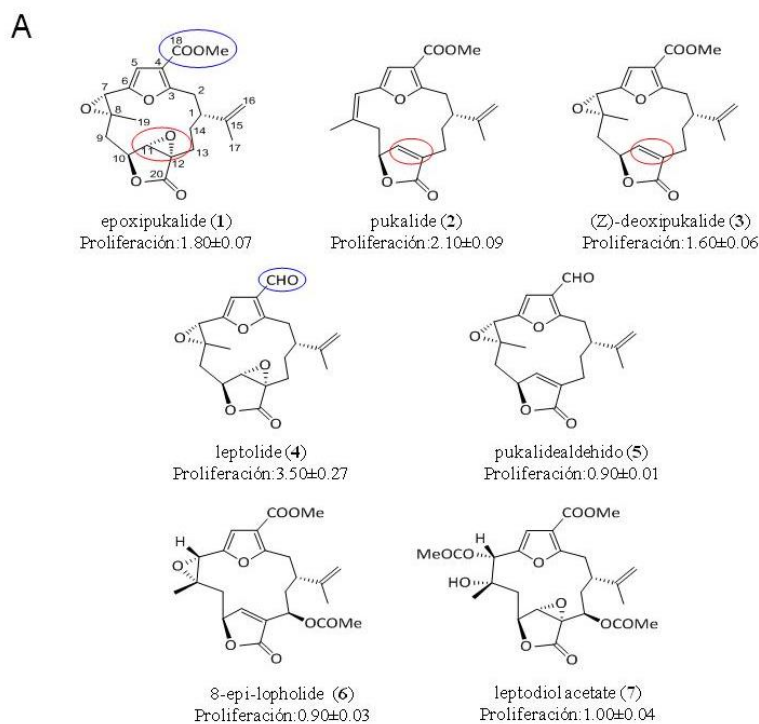 A
18
COOMe
5
4
6
3
2
7
O
O
8
19
1
16
14
15
9
O
17
11
13
10
12
20
O
O
epoxipukalide (1)
Proliferación:1.80±0.07
COOMe
O
O
O
pukalide (2)
Proliferación:2.10±0.09
COOMe
O
O
O
O
(Z)-deoxipukalide (3)
Proliferación:1.60±0.06
CHO
O
O
O
O
O
leptolide (4)
Proliferación:3.50±0.27
CHO
O
O
O
O
pukalidealdehido (5)
Proliferación:0.90±0.01
COOMe
H
O
O
OCOMe
O
O
8-epi-lopholide (6)
Proliferación:0.90±0.03
COOMe
H
MeOCO
O
HO
O
OCOMe
O
O
leptodiol acetate (7)
Proliferación:1.00±0.04